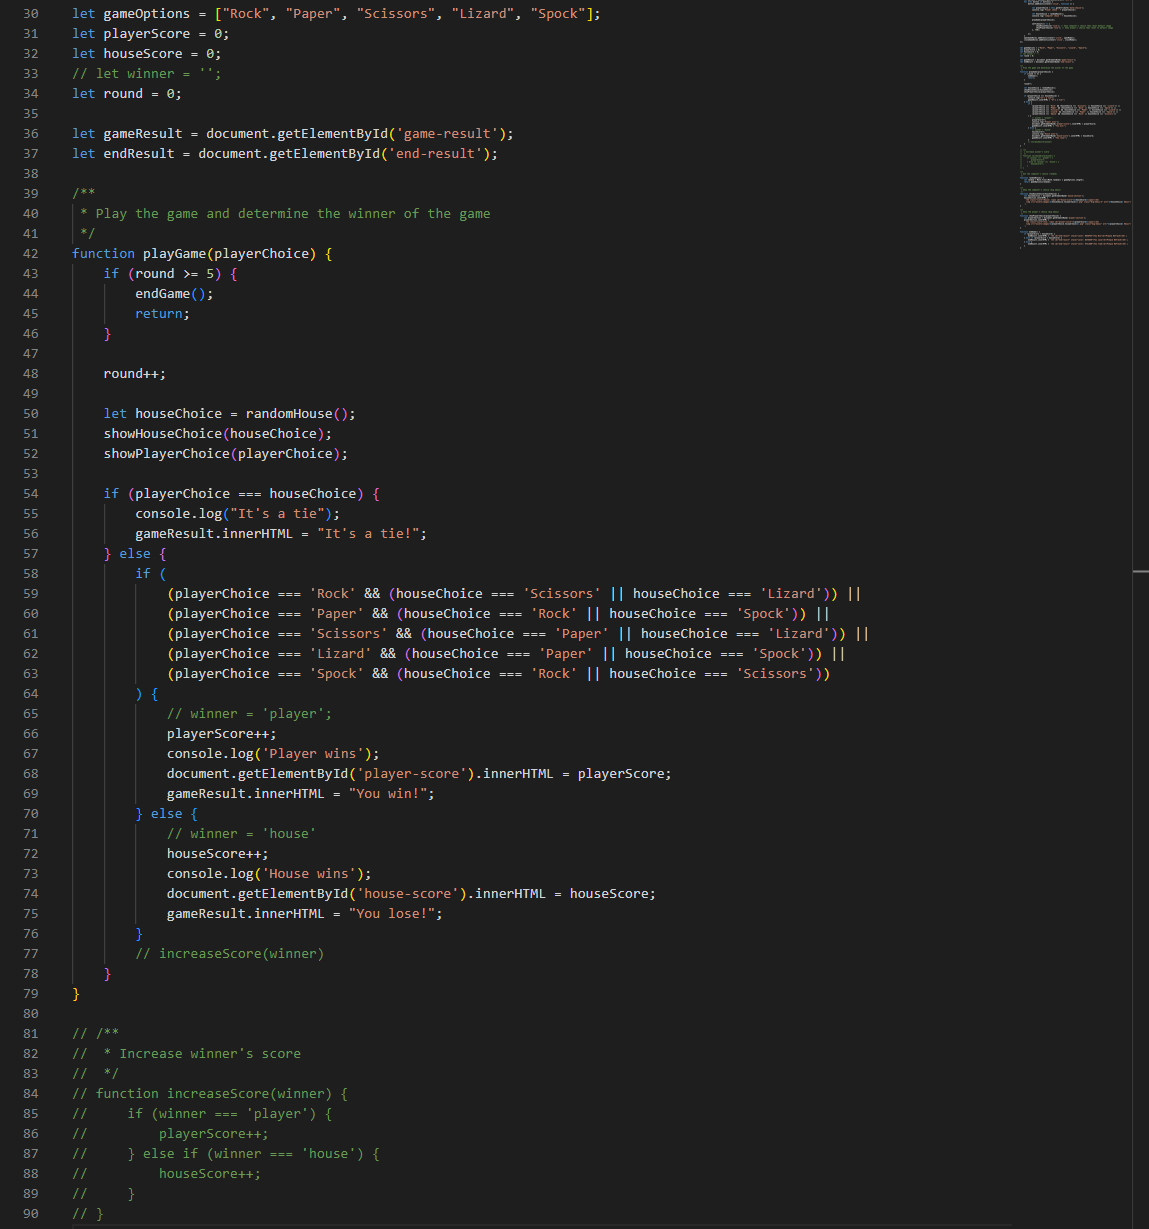 30 let gameOptions = ["Rock", "Paper", "Scissors", "Lizard", "Spock"];
31 let playerScore = 0;
32 let houseScore = 0;
33 // let winner = '';
34 let round = 0;
35
36 let gameResult = document.getElementById('game-result');
37 let endResult = document.getElementById('end-result');
38
39 /**
40  * Play the game and determine the winner of the game
41  */
42 function playGame(playerChoice) {
43     if (round >= 5) {
44         endGame();
45         return;
46     }
47
48     round++;
49
50     let houseChoice = randomHouse();
51     showHouseChoice(houseChoice);
52     showPlayerChoice(playerChoice);
53
54     if (playerChoice === houseChoice) {
55         console.log("It's a tie");
56         gameResult.innerHTML = "It's a tie!";
57     } else {
58         if (
59             (playerChoice === 'Rock' && (houseChoice === 'Scissors' || houseChoice === 'Lizard')) ||
60             (playerChoice === 'Paper' && (houseChoice === 'Rock' || houseChoice === 'Spock')) ||
61             (playerChoice === 'Scissors' && (houseChoice === 'Paper' || houseChoice === 'Lizard')) ||
62             (playerChoice === 'Lizard' && (houseChoice === 'Paper' || houseChoice === 'Spock')) ||
63             (playerChoice === 'Spock' && (houseChoice === 'Rock' || houseChoice === 'Scissors'))
64         ) {
65             // winner = 'player';
66             playerScore++;
67             console.log('Player wins');
68             document.getElementById('player-score').innerHTML = playerScore;
69             gameResult.innerHTML = "You win!";
70         } else {
71             // winner = 'house'
72             houseScore++;
73             console.log('House wins');
74             document.getElementById('house-score').innerHTML = houseScore;
75             gameResult.innerHTML = "You lose!";
76         }
77         // increaseScore(winner)
78     }
79 }
80
81 // /**
82 //  * Increase winner's score
83 //  */
84 // function increaseScore(winner) {
85 //     if (winner === 'player') {
86 //         playerScore++;
87 //     } else if (winner === 'house') {
88 //         houseScore++;
89 //     }
90 // }